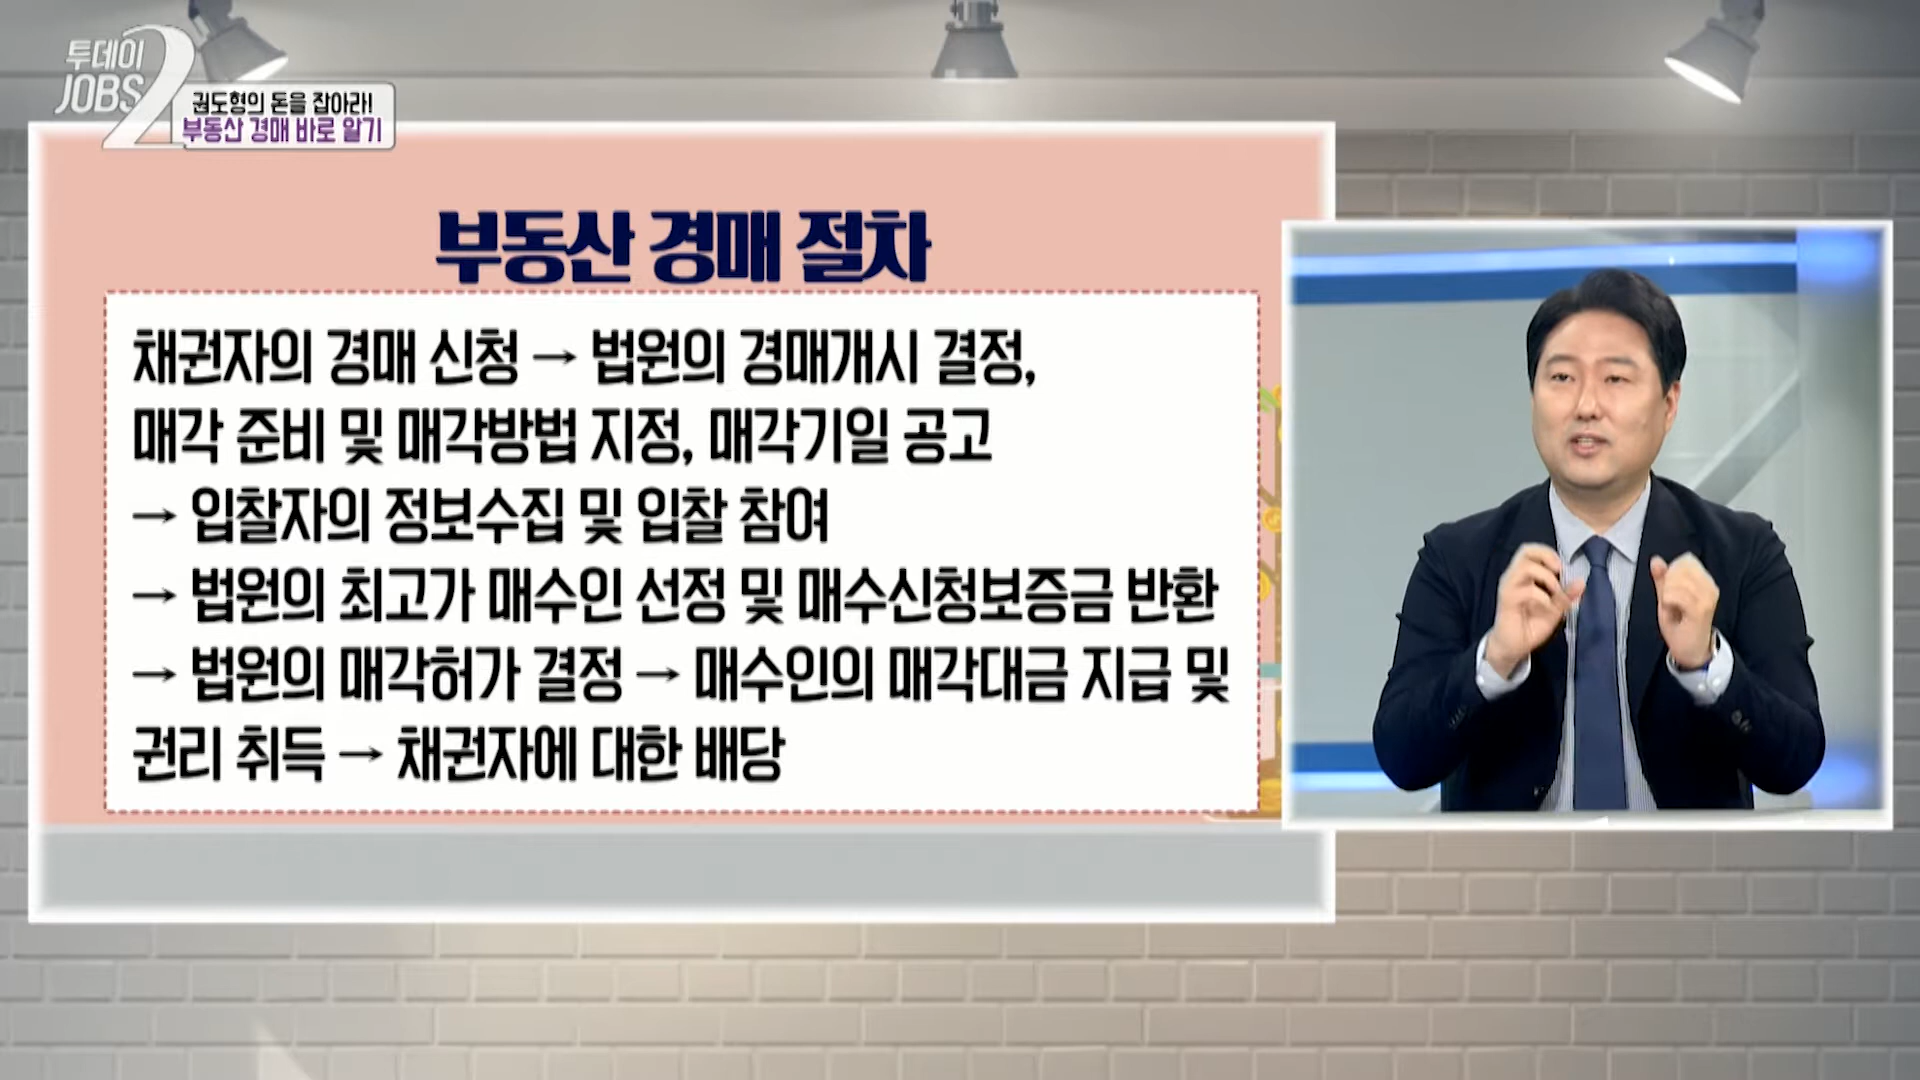 투데이
JOBS 2
권도형의 돈을 잡아라!
부동산 경매 바로 알기
부동산 경매 절차
채권자의 경매 신청 → 법원의 경매개시 결정,
매각 준비 및 매각방법 지정, 매각기일 공고
→ 입찰자의 정보수집 및 입찰 참여
→ 법원의 최고가 매수인 선정 및 매수신청보증금 반환
→ 법원의 매각허가 결정 → 매수인의 매각대금 지급 및
권리 취득 → 채권자에 대한 배당